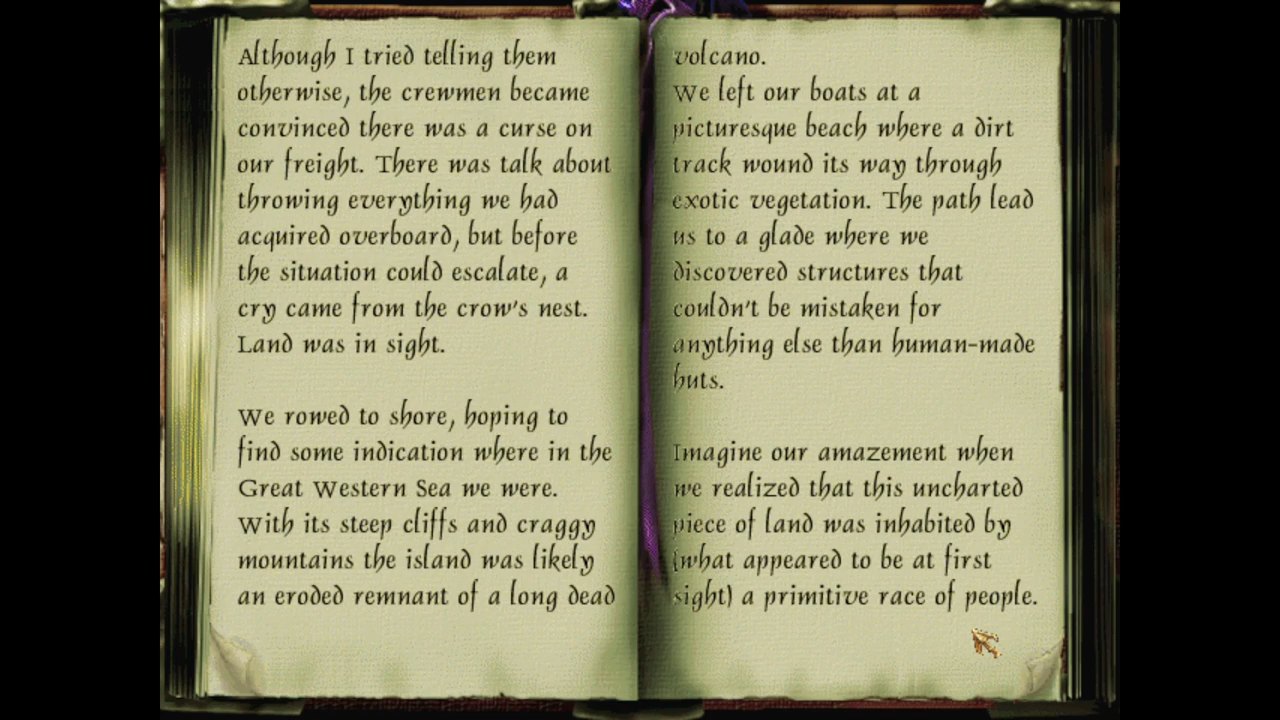 Although I tried telling them
otherwise, the crewmen became
convinced there was a curse on
our freight. There was talk about
throwing everything we had
acquired overboard, but before
the situation could escalate, a
cry came from the crow's nest.
Land was in sight.
We rowed to shore, hoping to
find some indication where in the
Great Western Sea we were.
With its steep cliffs and craggy
mountains the island was likely
an eroded remnant of a long dead
volcano.
We left our boats at a
picturesque beach where a dirt
track wound its way through
exotic vegetation. The path lead
us to a glade where we
discovered structures that
couldn't be mistaken for
anything else than human-made
huts.
Imagine our amazement when
we realized that this uncharted
piece of land was inhabited by
(what appeared to be at first
sight) a primitive race of people.